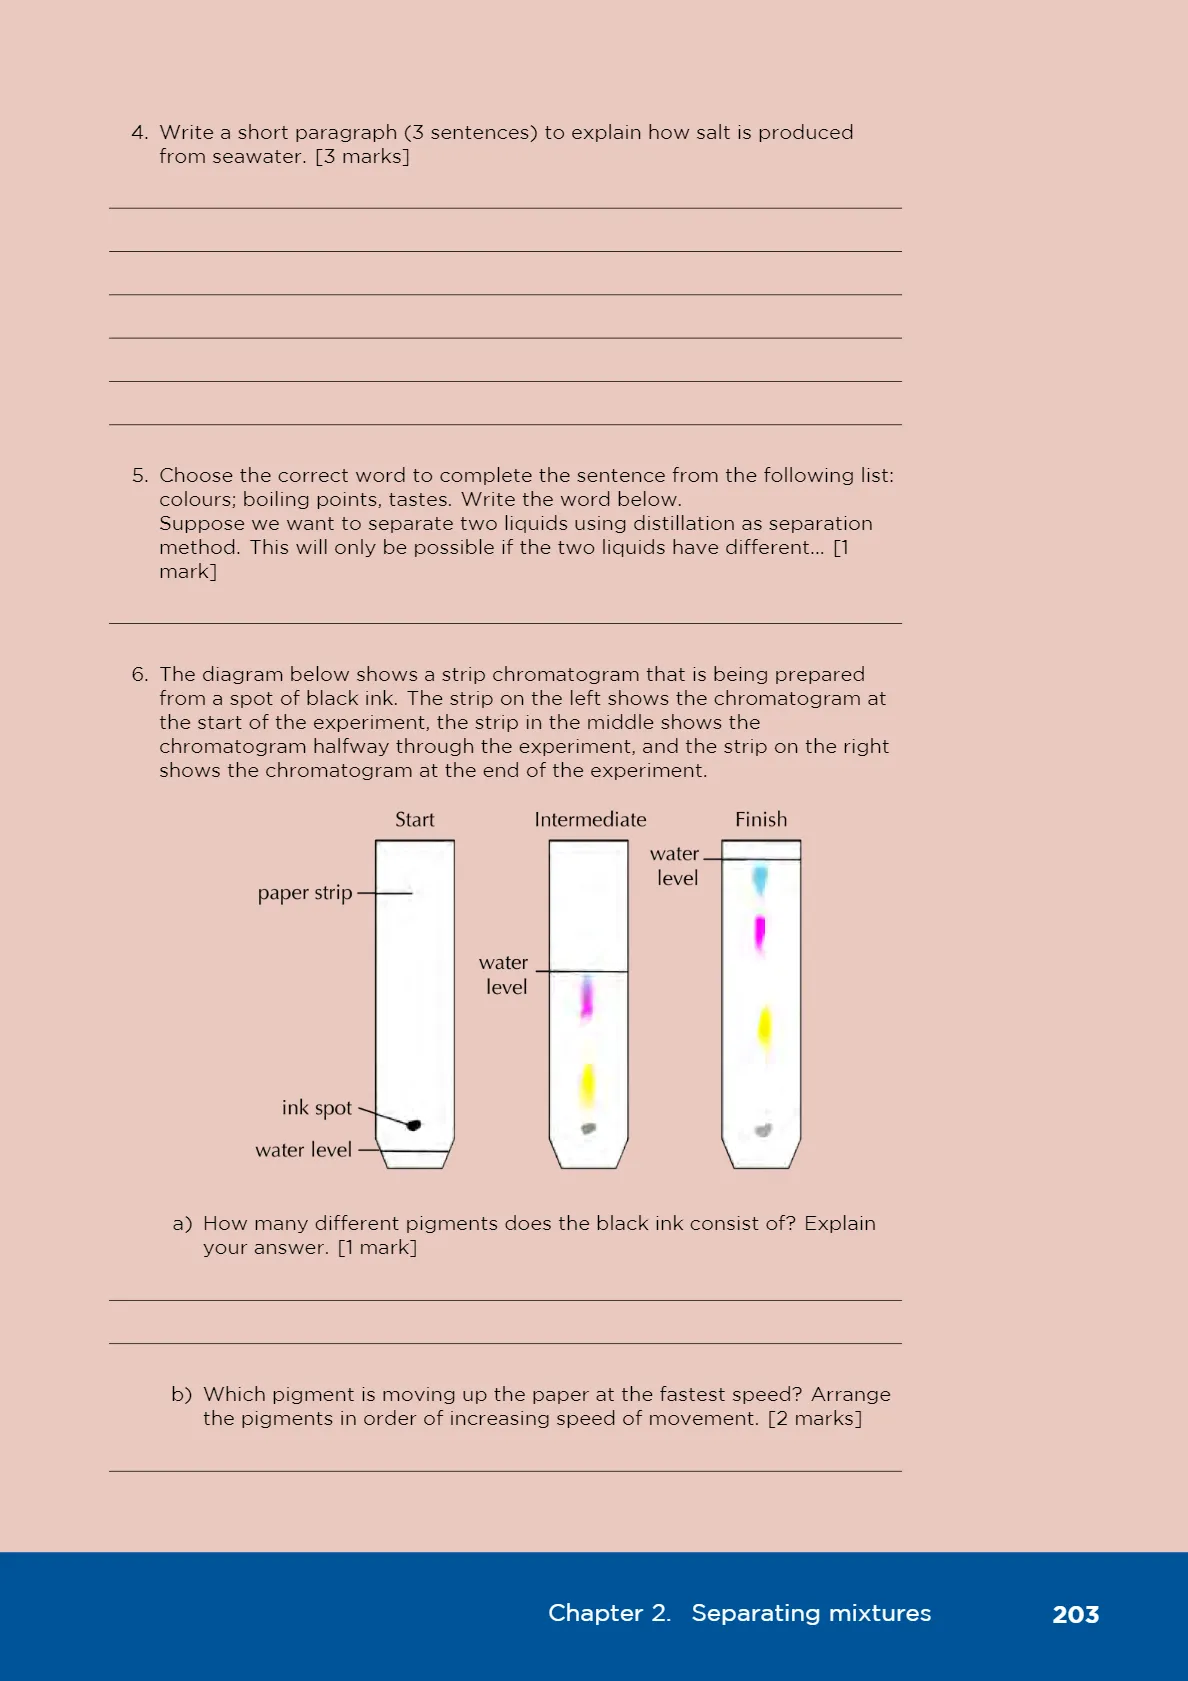 4. Write a short paragraph (3 sentences) to explain how salt is produced
from seawater. [3 marks]
5. Choose the correct word to complete the sentence from the following list:
colours; boiling points, tastes. Write the word below.
Suppose we want to separate two liquids using distillation as separation
method. This will only be possible if the two liquids have different... [1
mark]
6. The diagram below shows a strip chromatogram that is being prepared
from a spot of black ink. The strip on the left shows the chromatogram at
the start of the experiment, the strip in the middle shows the
chromatogram halfway through the experiment, and the strip on the right
shows the chromatogram at the end of the experiment.
Start
Intermediate
Finish
water
level
paper strip
water
level
ink spot
water level
a) How many different pigments does the black ink consist of? Explain
your answer. [1 mark]
b) Which pigment is moving up the paper at the fastest speed? Arrange
the pigments in order of increasing speed of movement. [2 marks]
Chapter 2. Separating mixtures 203